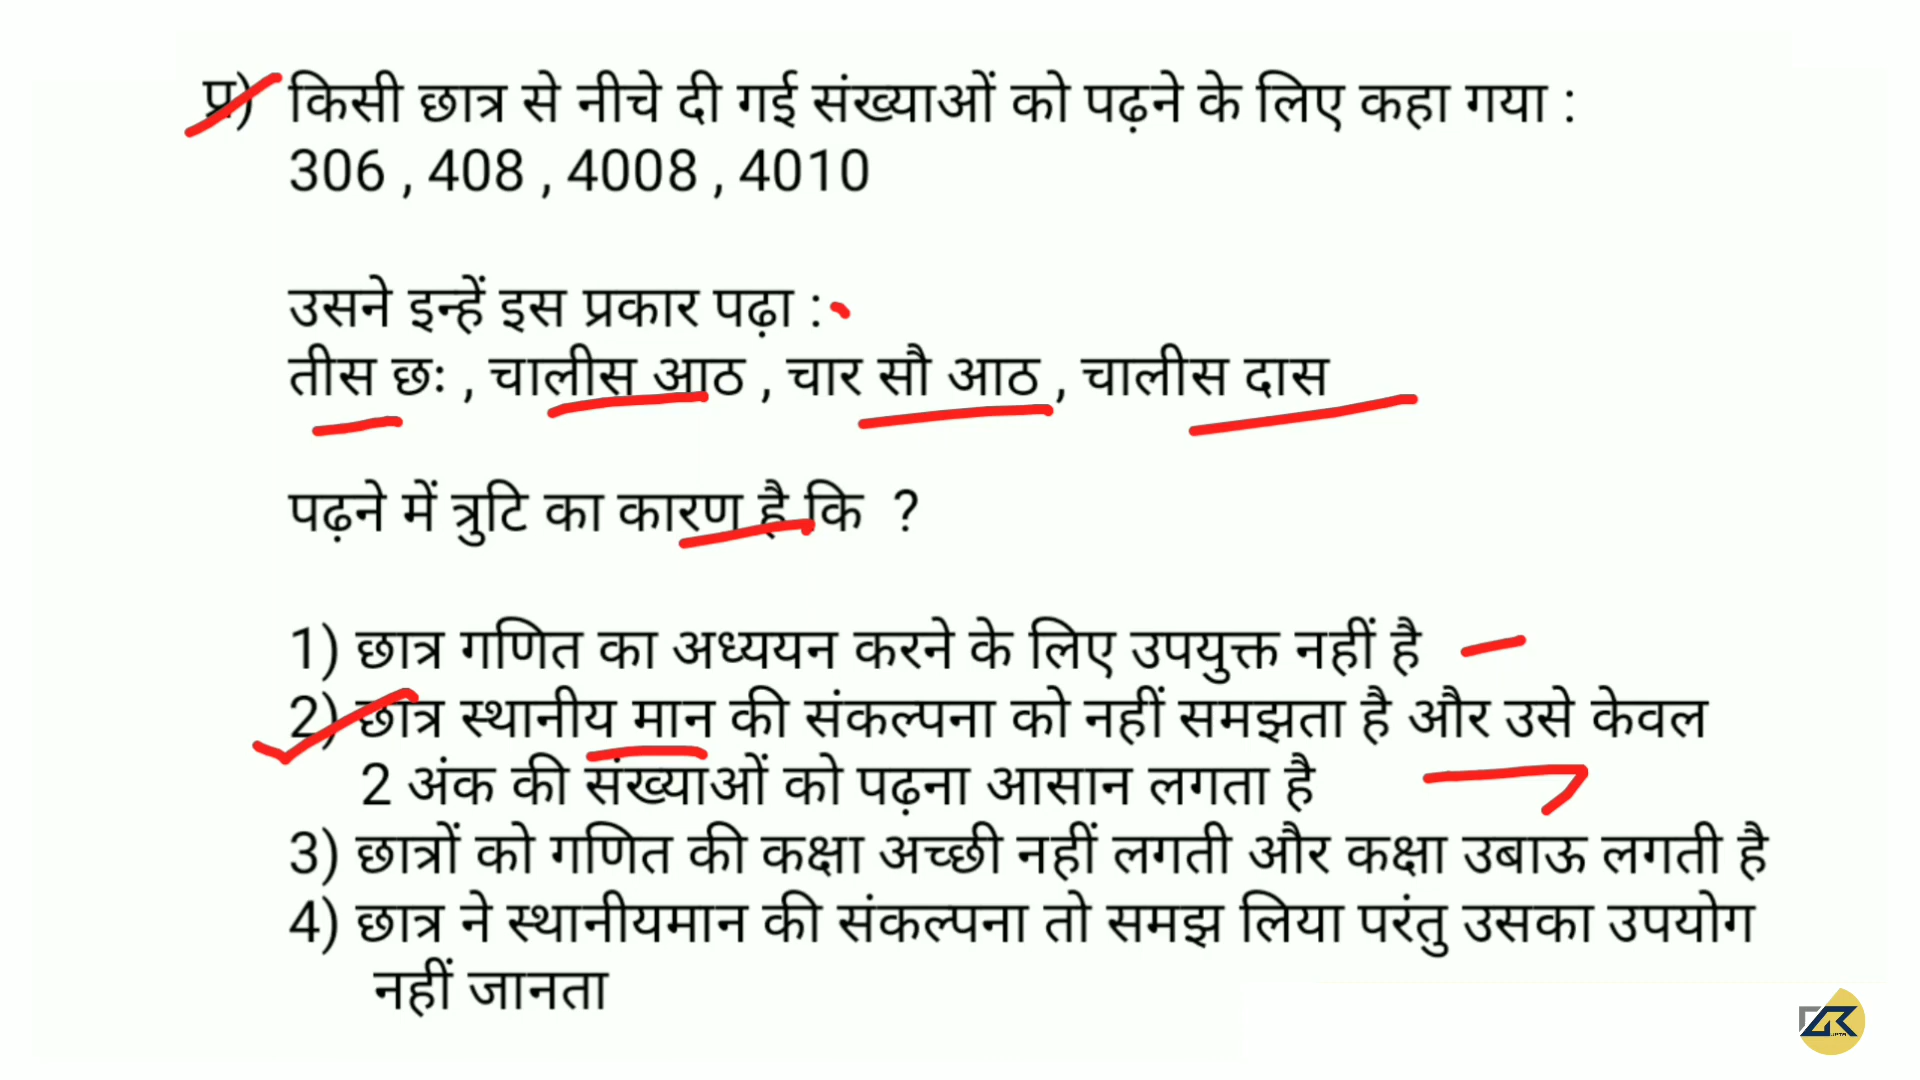 प्र) किसी छात्र से नीचे दी गई संख्याओं को पढ़ने के लिए कहा गया :
306 , 408 , 4008 , 4010
उसने इन्हें इस प्रकार पढ़ा :
तीस छः , चालीस आठ , चार सौ आठ , चालीस दास
पढ़ने में त्रुटि का कारण है कि ?
1) छात्र गणित का अध्ययन करने के लिए उपयुक्त नहीं है
2) छात्र स्थानीय मान की संकल्पना को नहीं समझता है और उसे केवल
2 अंक की संख्याओं को पढ़ना आसान लगता है
3) छात्रों को गणित की कक्षा अच्छी नहीं लगती और कक्षा उबाऊ लगती है
4) छात्र ने स्थानीयमान की संकल्पना तो समझ लिया परंतु उसका उपयोग
नहीं जानता